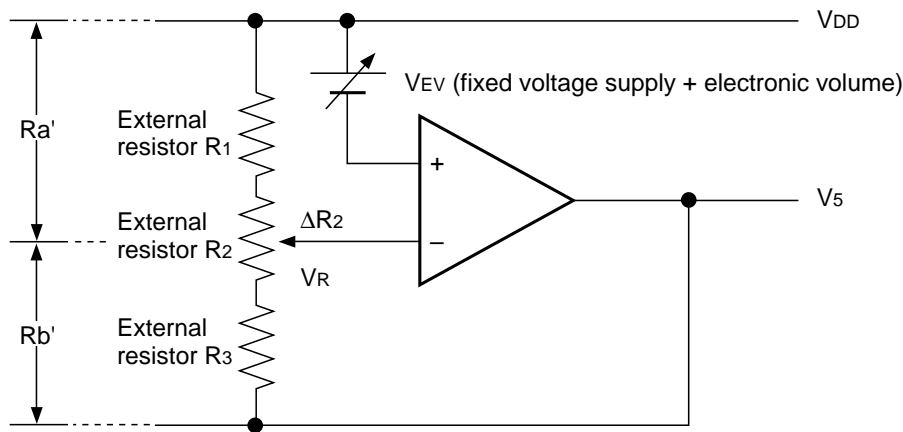 VDD
VEV (fixed voltage supply + electronic volume)
Ra'
External
resistor R1
+
V5
External
resistor R2
ΔR2
−
VR
Rb'
External
resistor R3